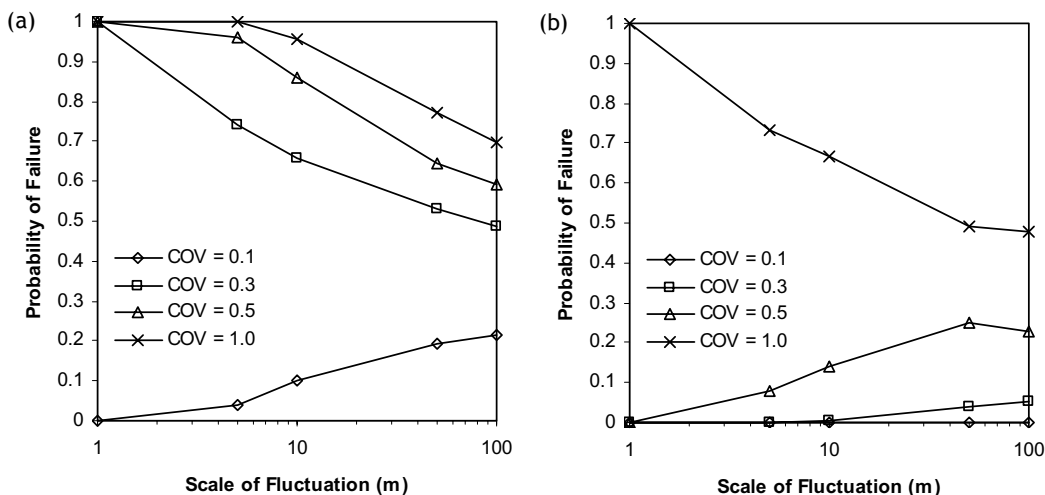 (a)
1
0.9
0.8
0.7
0.6
0.5
0.4
0.3
0.2
0.1
0
Probability of Failure
COV = 0.1
COV = 0.3
COV = 0.5
COV = 1.0
1
10
100
Scale of Fluctuation (m)
(b)
1
0.9
0.8
0.7
0.6
0.5
0.4
0.3
0.2
0.1
0
Probability of Failure
COV = 0.1
COV = 0.3
COV = 0.5
COV = 1.0
1
10
100
Scale of Fluctuation (m)